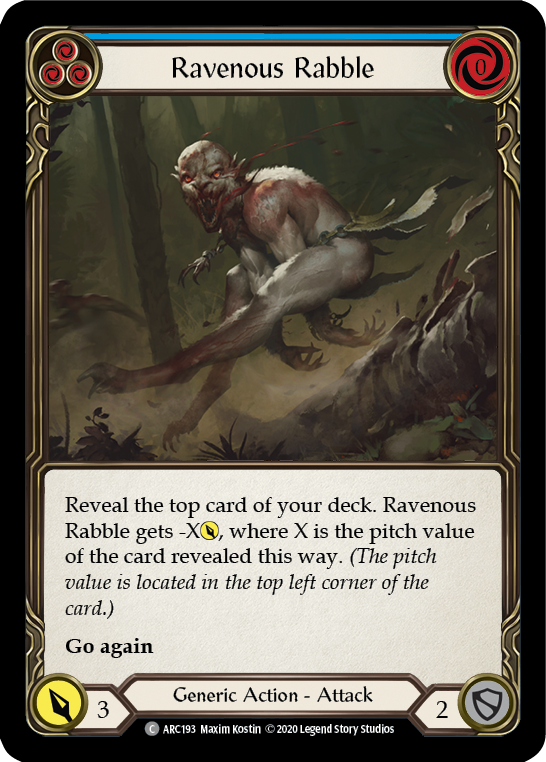 Ravenous Rabble
0
Reveal the top card of your deck. Ravenous
Rabble gets -X, where X is the pitch value
of the card revealed this way. (The pitch
value is located in the top left corner of the
card.)
Go again
3
Generic Action - Attack
2
C ARC193 Maxim Kostin ©2020 Legend Story Studios